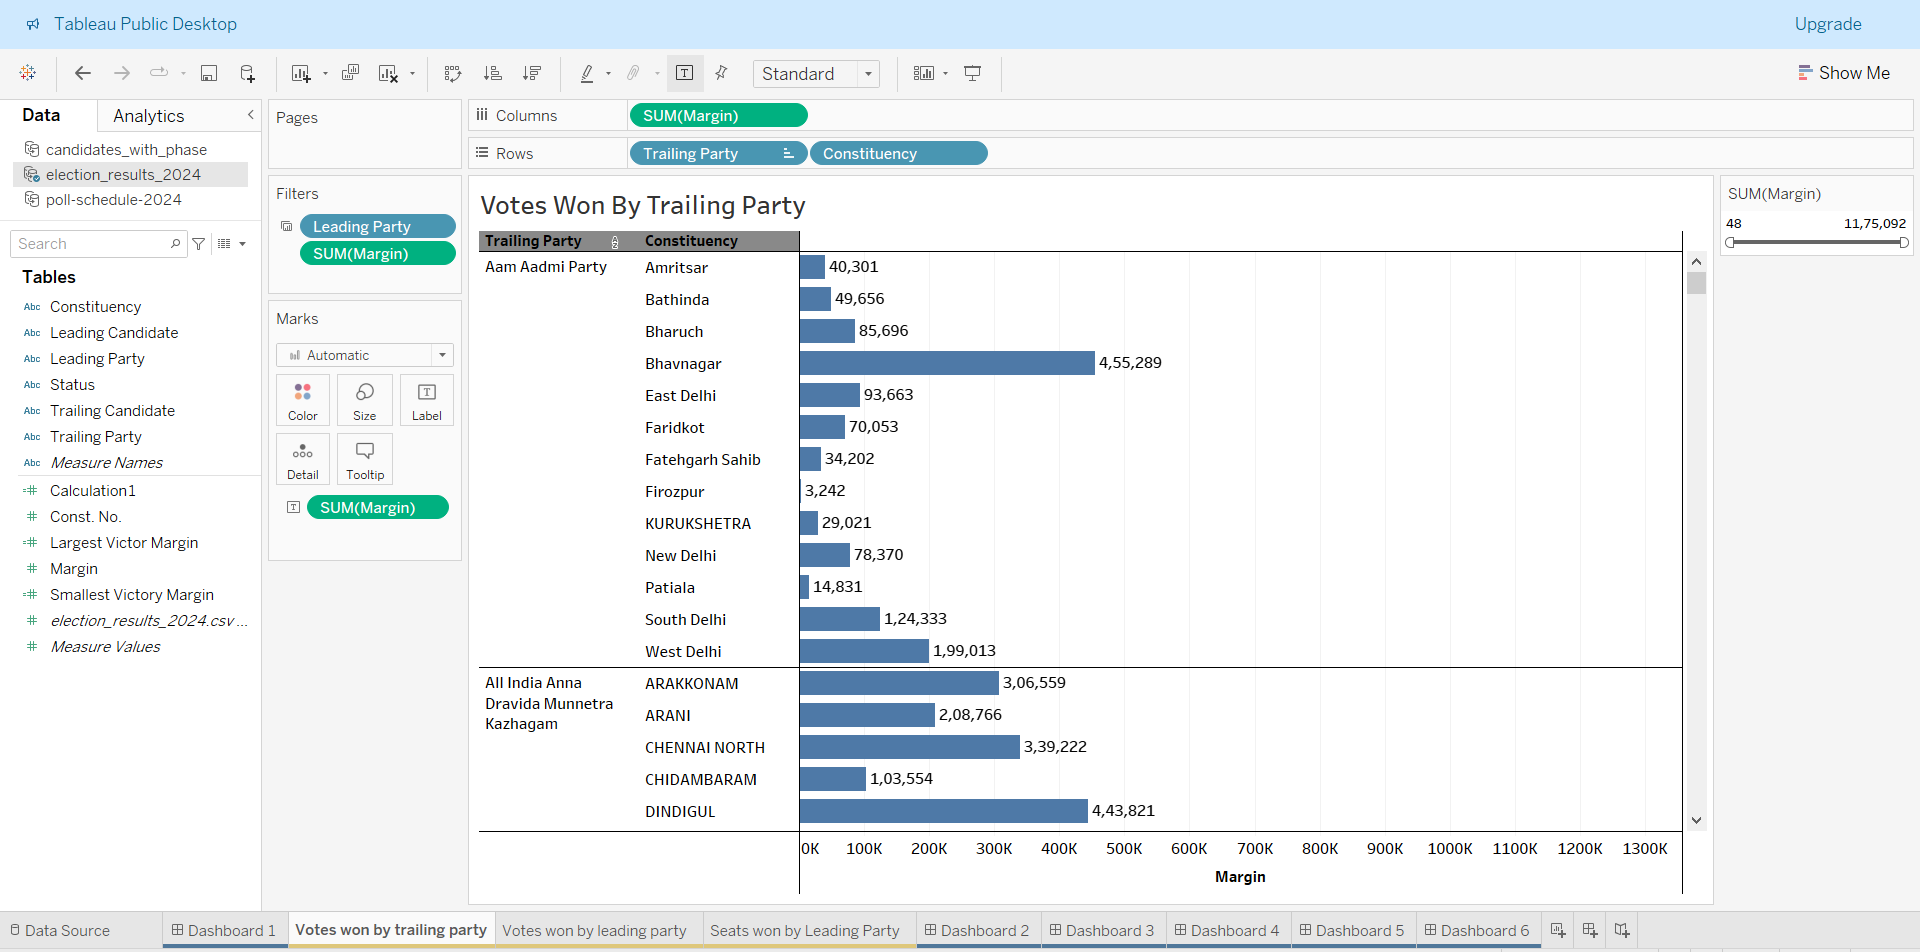 Tableau Public Desktop
Upgrade
T
Standard
Show Me
Data
Analytics
candidates_with_phase
election_results_2024
poll-schedule-2024
Search
Tables
Abc Constituency
Abc Leading Candidate
Abc Leading Party
Abc Status
Abc Trailing Candidate
Abc Trailing Party
Abc Measure Names
=# Calculation1
# Const. No.
=# Largest Victor Margin
# Margin
=# Smallest Victory Margin
# election_results_2024.csv ...
# Measure Values
Pages
Filters
Leading Party
SUM(Margin)
Marks
Automatic
Color
Size
T
Label
Detail
Tooltip
T SUM(Margin)
Columns
SUM(Margin)
Rows
Trailing Party
Constituency
Votes Won By Trailing Party
Trailing Party Constituency
Aam Aadmi Party Amritsar 40,301
Bathinda 49,656
Bharuch 85,696
Bhavnagar 4,55,289
East Delhi 93,663
Faridkot 70,053
Fatehgarh Sahib 34,202
Firozpur 3,242
KURUKSHETRA 29,021
New Delhi 78,370
Patiala 14,831
South Delhi 1,24,333
West Delhi 1,99,013
All India Anna
Dravida Munnetra
Kazhagam
ARAKKONAM 3,06,559
ARANI 2,08,766
CHENNAI NORTH 3,39,222
CHIDAMBARAM 1,03,554
DINDIGUL 4,43,821
0K 100K 200K 300K 400K 500K 600K 700K 800K 900K 1000K 1100K 1200K 1300K
Margin
SUM(Margin)
48 11,75,092
Data Source
Dashboard 1
Votes won by trailing party
Votes won by leading party
Seats won by Leading Party
Dashboard 2
Dashboard 3
Dashboard 4
Dashboard 5
Dashboard 6